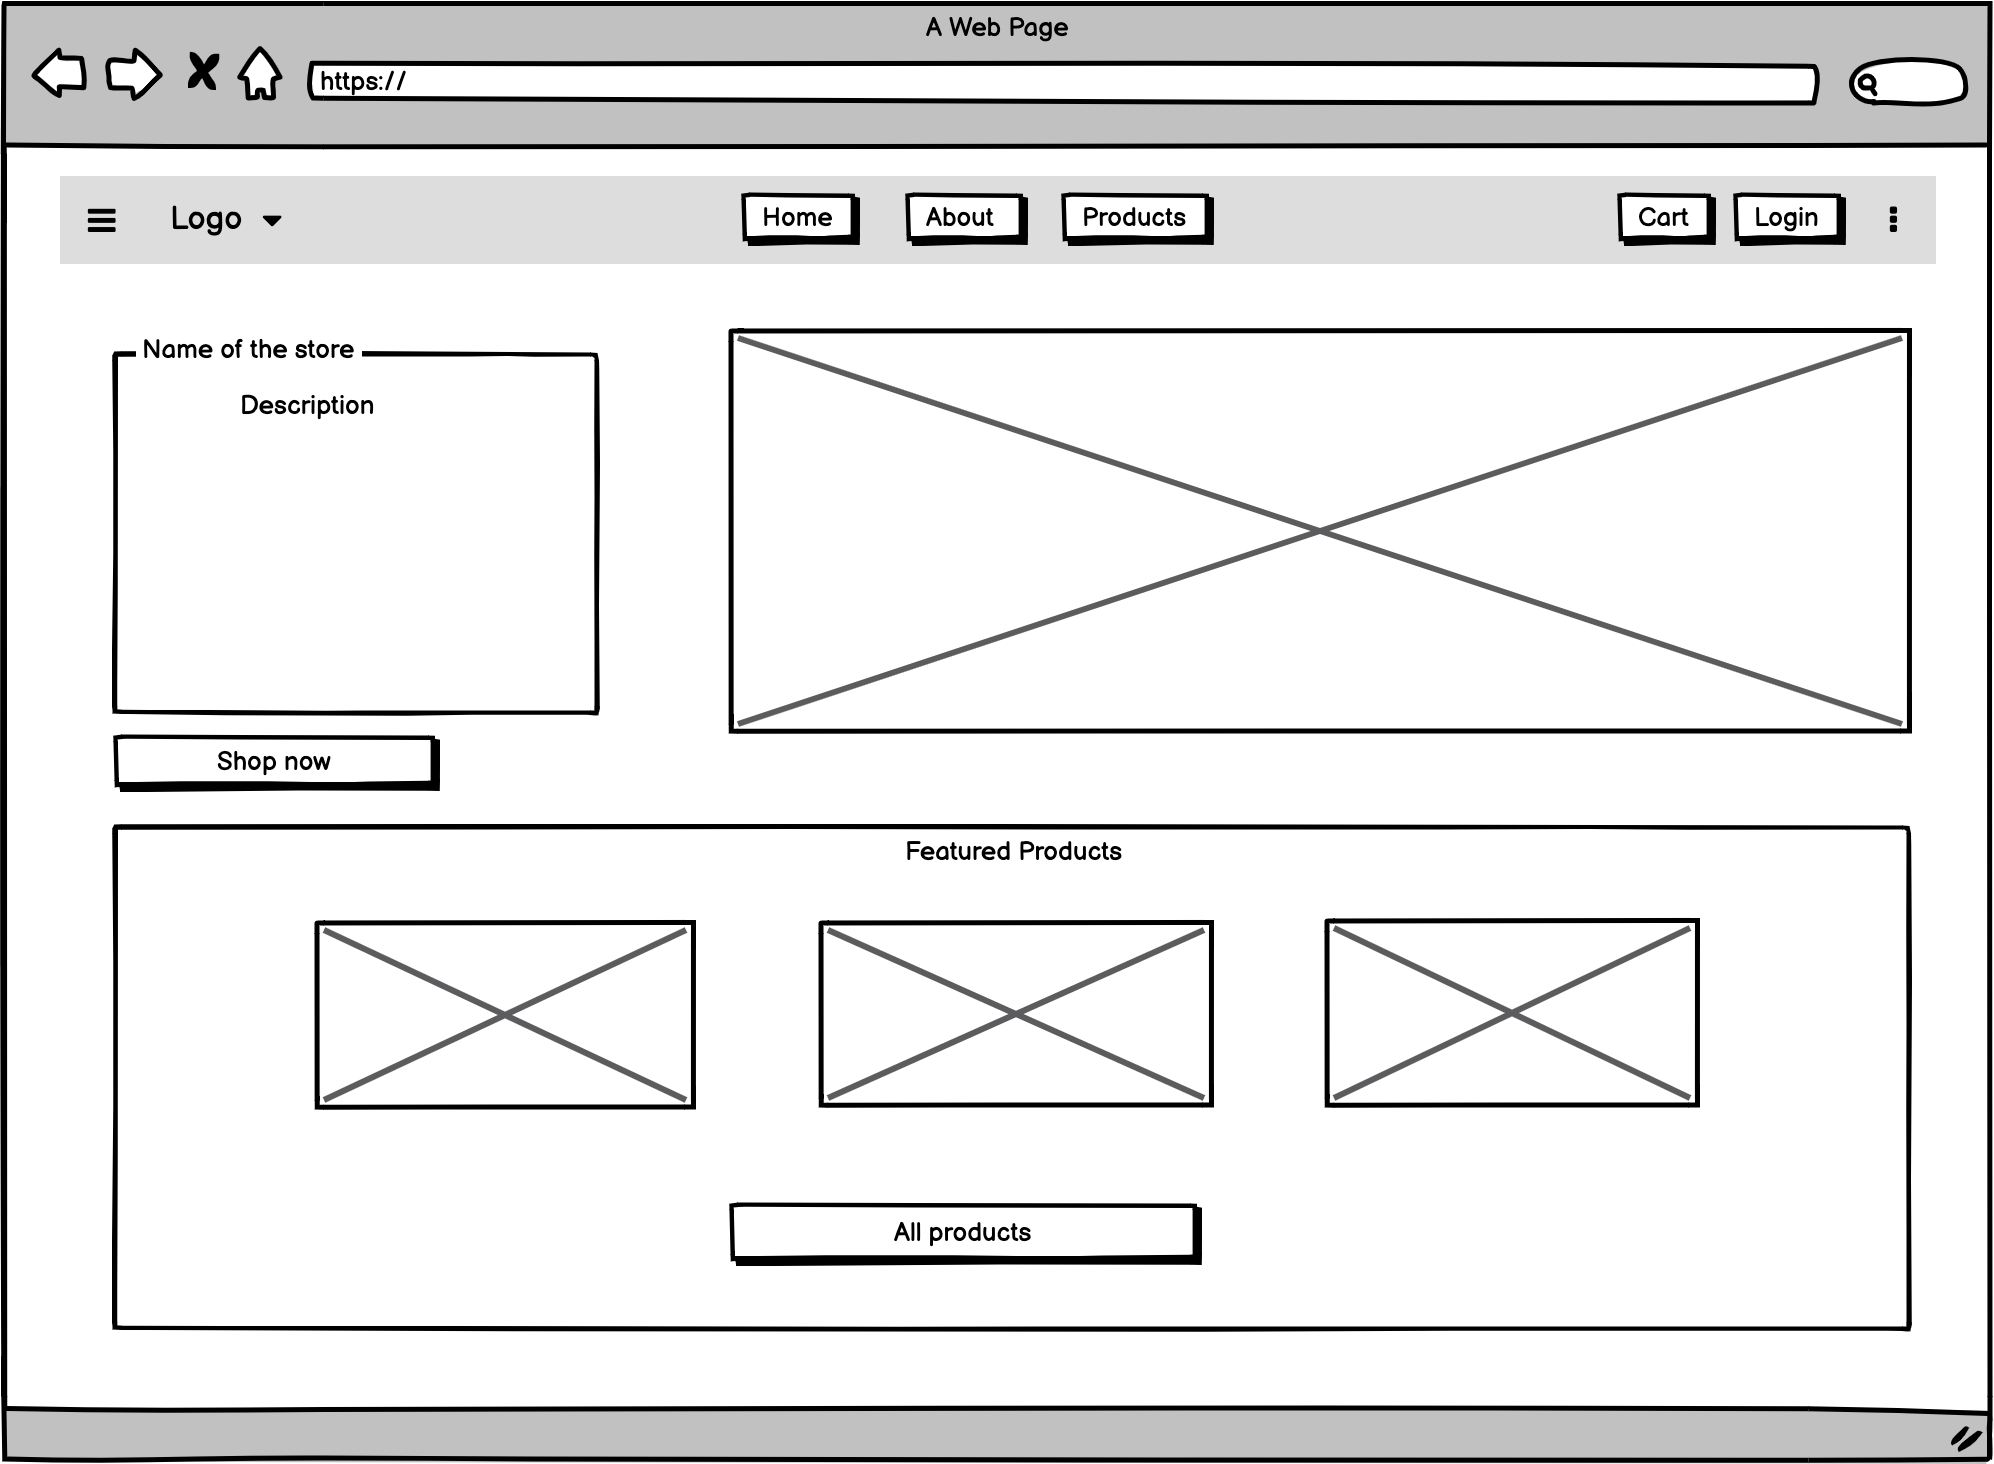 A Web Page
https://
Logo
Home
About
Products
Cart
Login
Name of the store
Description
Shop now
Featured Products
All products